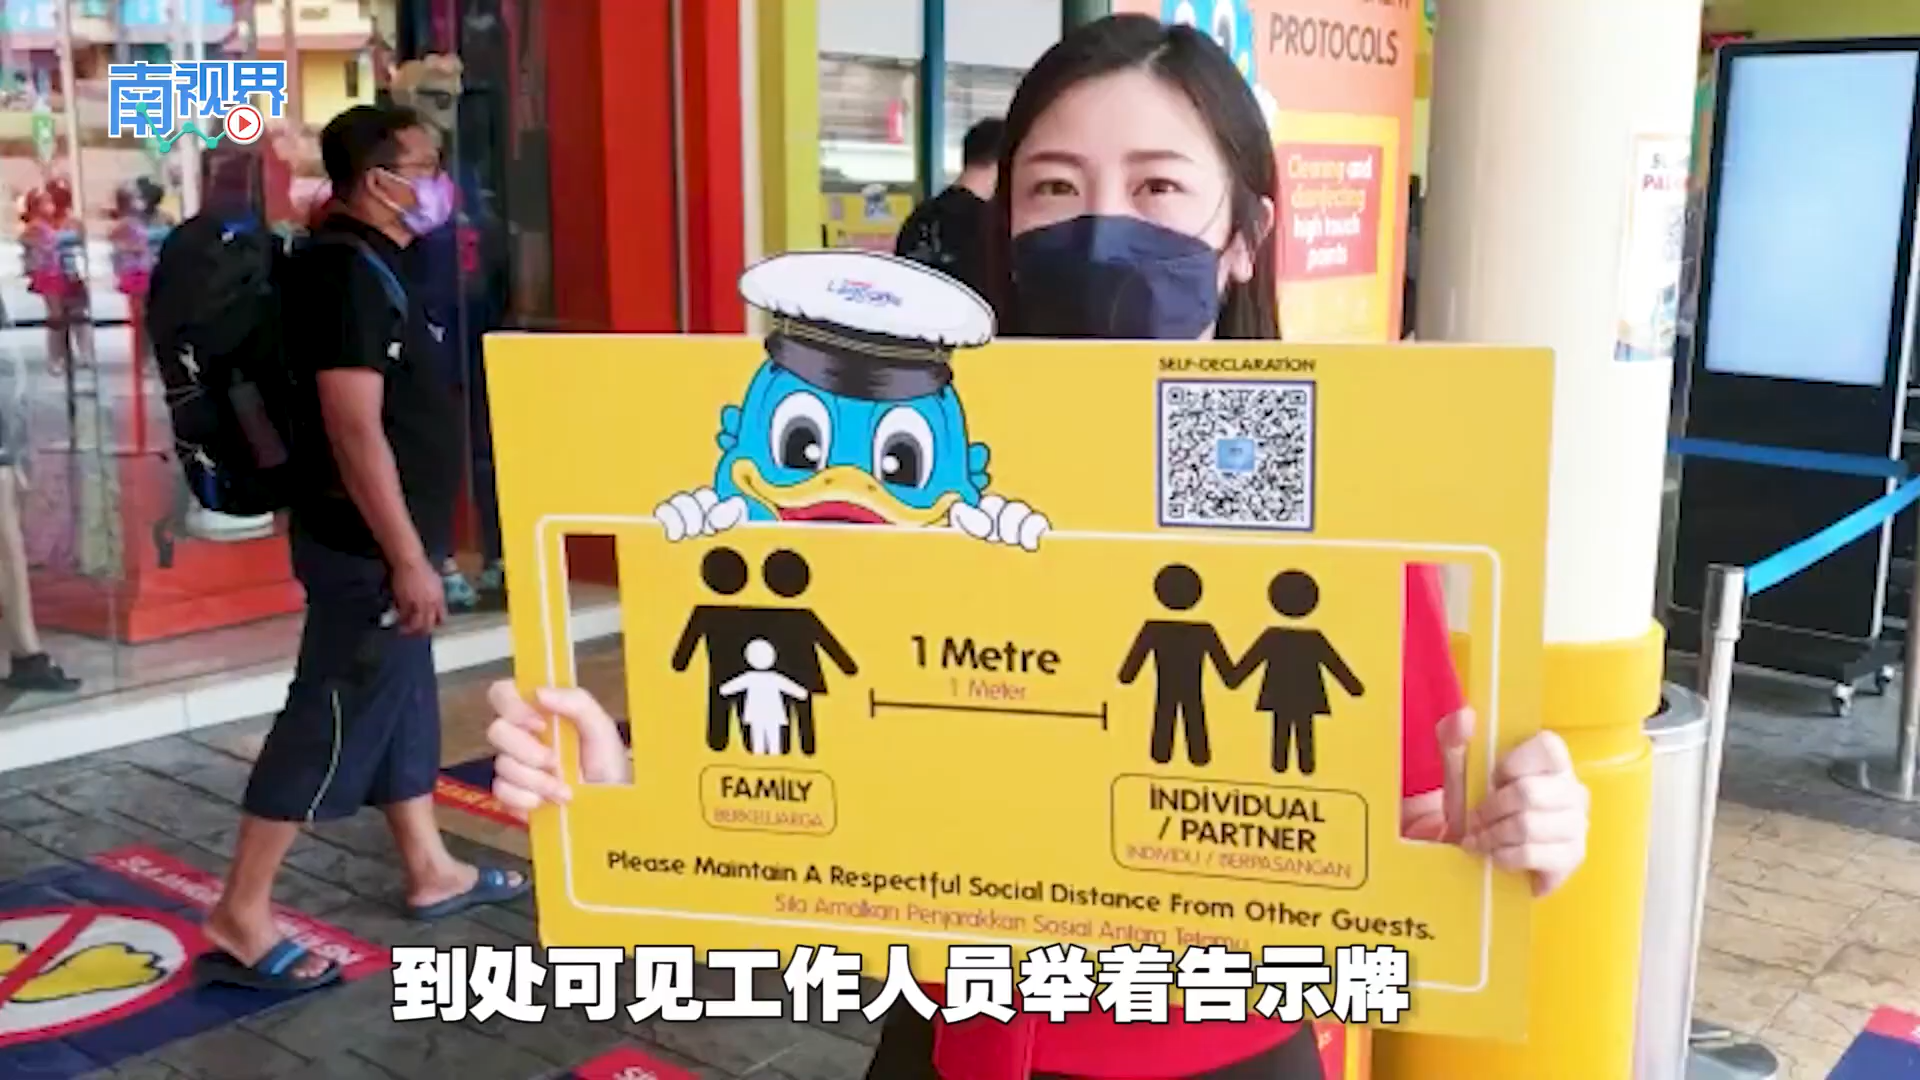 南视界
PROTOCOLS
Cleaning and
disinfecting
high touch
points
SELF-DECLARATION
1 Metre
1 Meter
FAMILY
BERKELUARGA
INDIVIDUAL
/ PARTNER
INDIVIDU / BERPASANGAN
Please Maintain A Respectful Social Distance From Other Guests.
Sila Amalkan Penjarakkan Sosial Antara Tetamu
到处可见工作人员举着告示牌